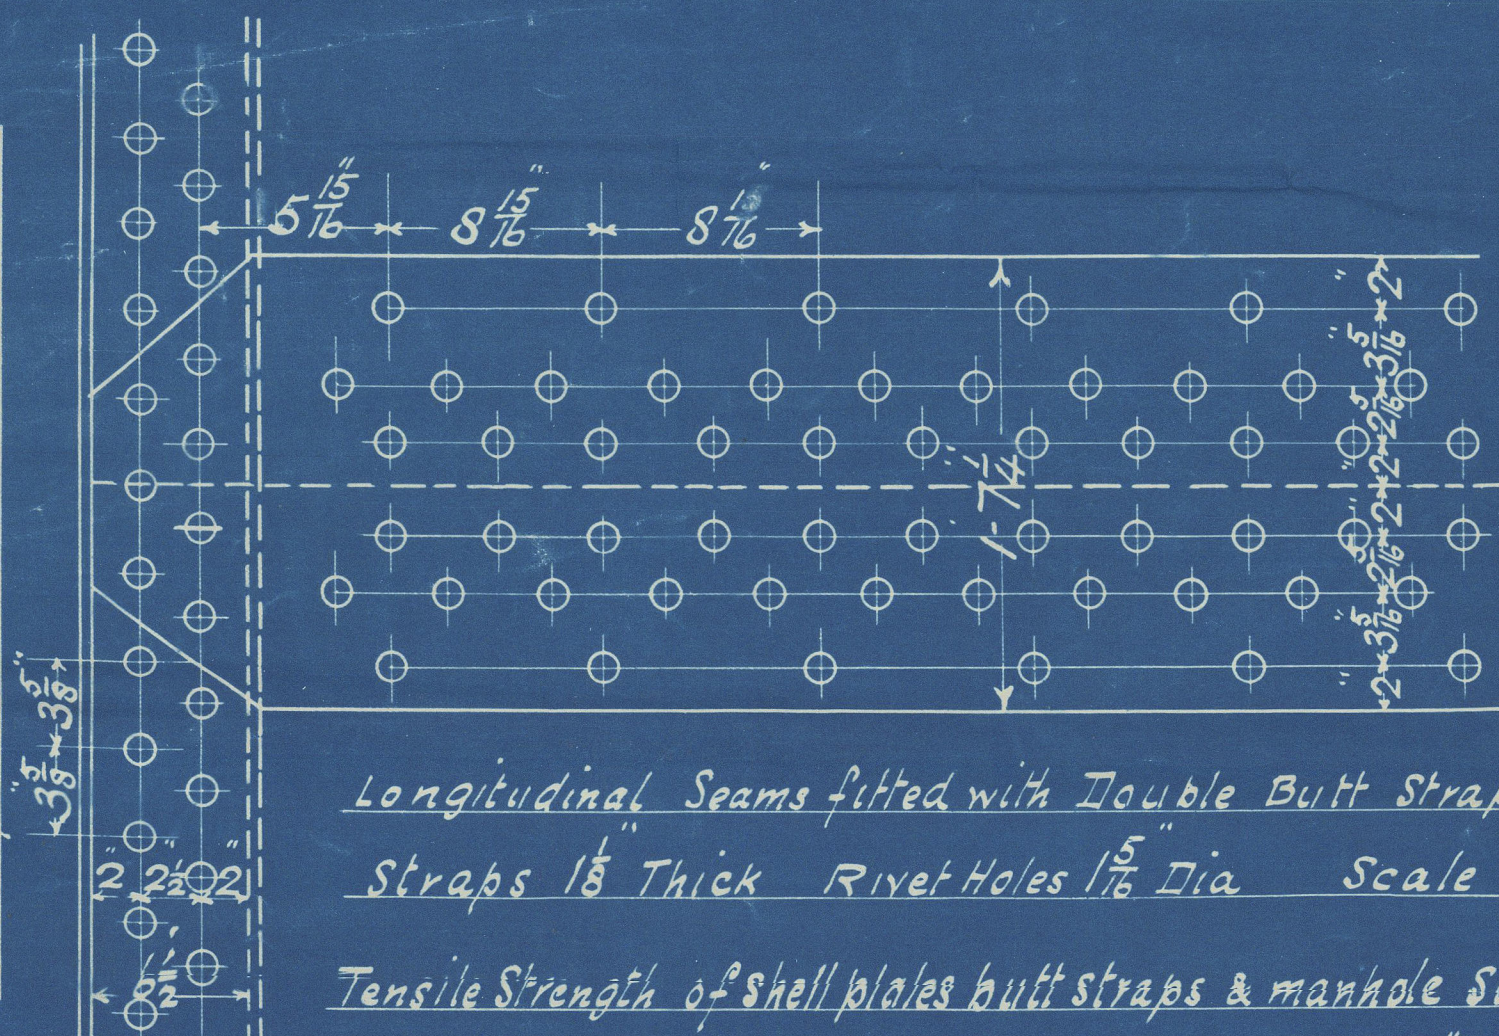 5 15/16" 8 15/16" 8 1/16"
2" 3 5/16" 2 5/16" 2" 2" 2 5/16" 3 5/16" 2"
1'-7 1/4"
3 5/8" 3 5/8"
Longitudinal Seams fitted with Double Butt Strap
2" 2 1/2" 2"
Straps 1 1/8" Thick Rivet Holes 1 5/16" Dia Scale
6 1/2"
Tensile Strength of shell plates butt straps & manhole